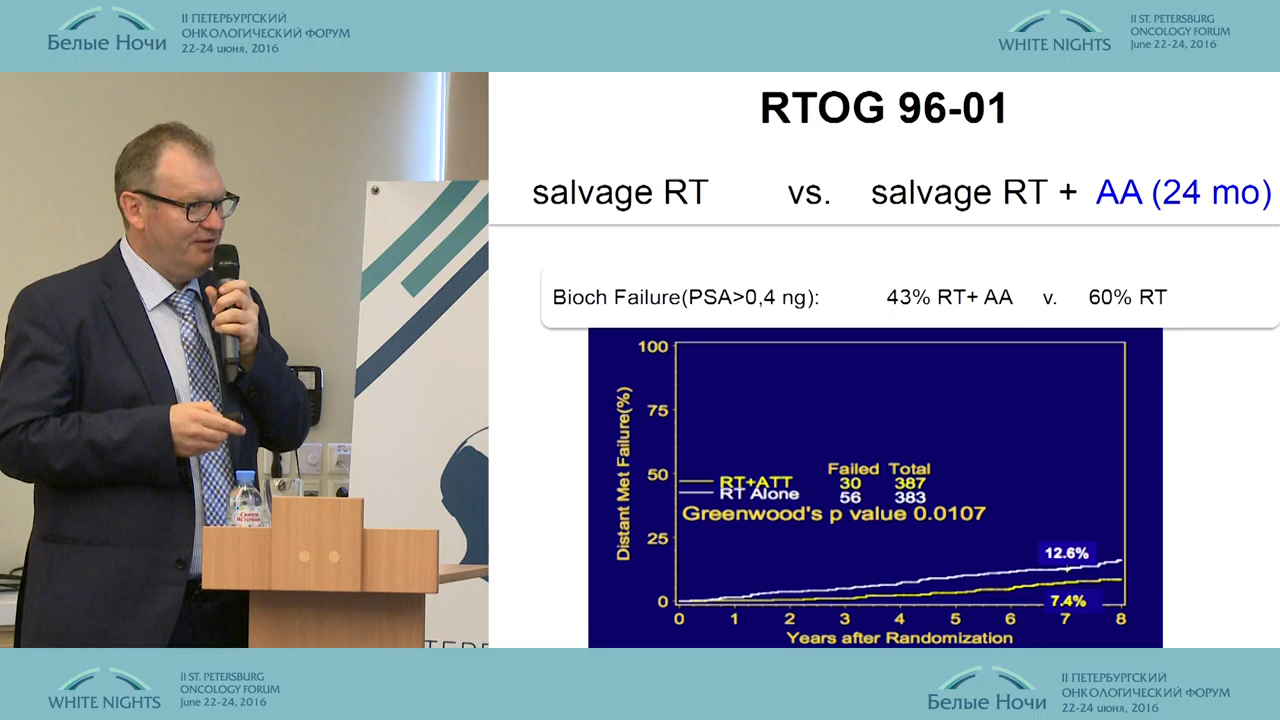 Белые Ночи
II ПЕТЕРБУРГСКИЙ
ОНКОЛОГИЧЕСКИЙ ФОРУМ
22-24 июня, 2016
WHITE NIGHTS
II ST. PETERSBURG
ONCOLOGY FORUM
June 22-24, 2016
RTOG 96-01
salvage RT vs. salvage RT + AA (24 mo)
Bioch Failure(PSA>0,4 ng): 43% RT+ AA v. 60% RT
Distant Met Failure(%)
100
75
50
25
0
Failed Total
RT+ATT 30 387
RT Alone 56 383
Greenwood's p value 0.0107
12.6%
7.4%
0 1 2 3 4 5 6 7 8
Years after Randomization
WHITE NIGHTS
II ST. PETERSBURG
ONCOLOGY FORUM
June 22-24, 2016
Белые Ночи
II ПЕТЕРБУРГСКИЙ
ОНКОЛОГИЧЕСКИЙ ФОРУМ
22-24 июня, 2016